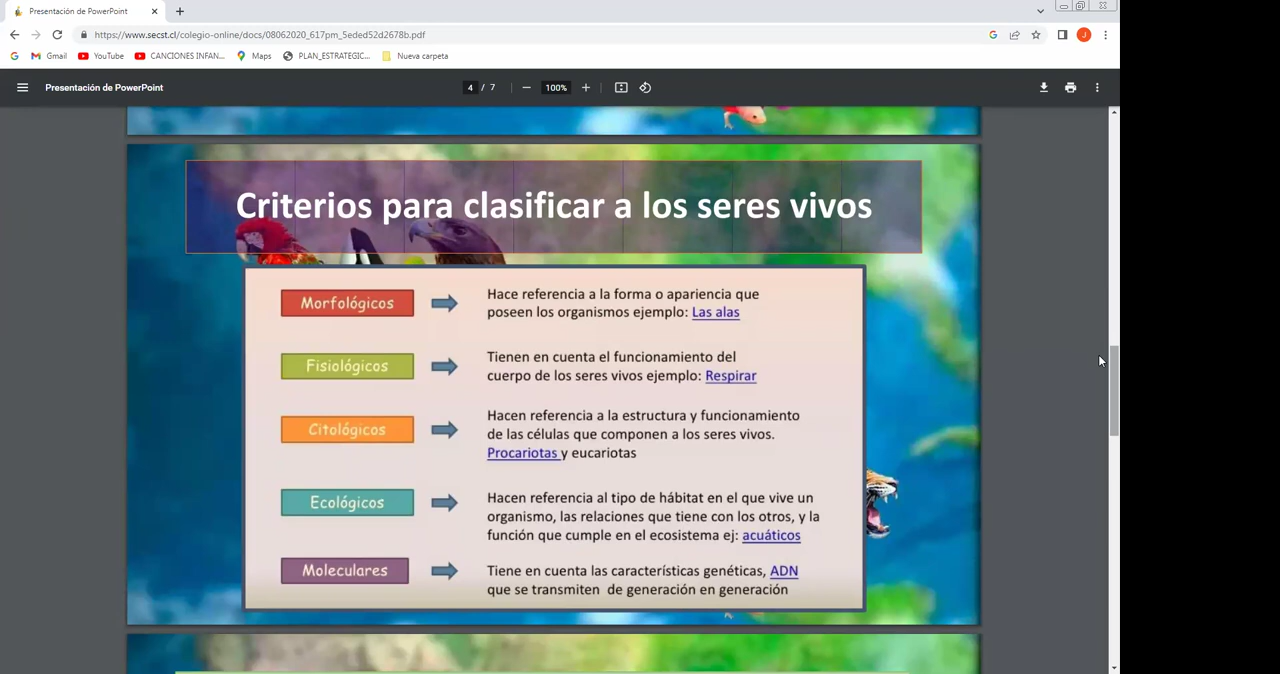 Presentación de PowerPoint
https://www.secst.cl/colegio-online/docs/08062020_617pm_5eded52d2678b.pdf
J
Gmail
YouTube
CANCIONES INFAN...
Maps
PLAN_ESTRATEGIC...
Nueva carpeta
Presentación de PowerPoint
4 / 7
100%
Criterios para clasificar a los seres vivos
Morfológicos
Hace referencia a la forma o apariencia que
poseen los organismos ejemplo: Las alas
Fisiológicos
Tienen en cuenta el funcionamiento del
cuerpo de los seres vivos ejemplo: Respirar
Citológicos
Hacen referencia a la estructura y funcionamiento
de las células que componen a los seres vivos.
Procariotas y eucariotas
Ecológicos
Hacen referencia al tipo de hábitat en el que vive un
organismo, las relaciones que tiene con los otros, y la
función que cumple en el ecosistema ej: acuáticos
Moleculares
Tiene en cuenta las características genéticas, ADN
que se transmiten de generación en generación